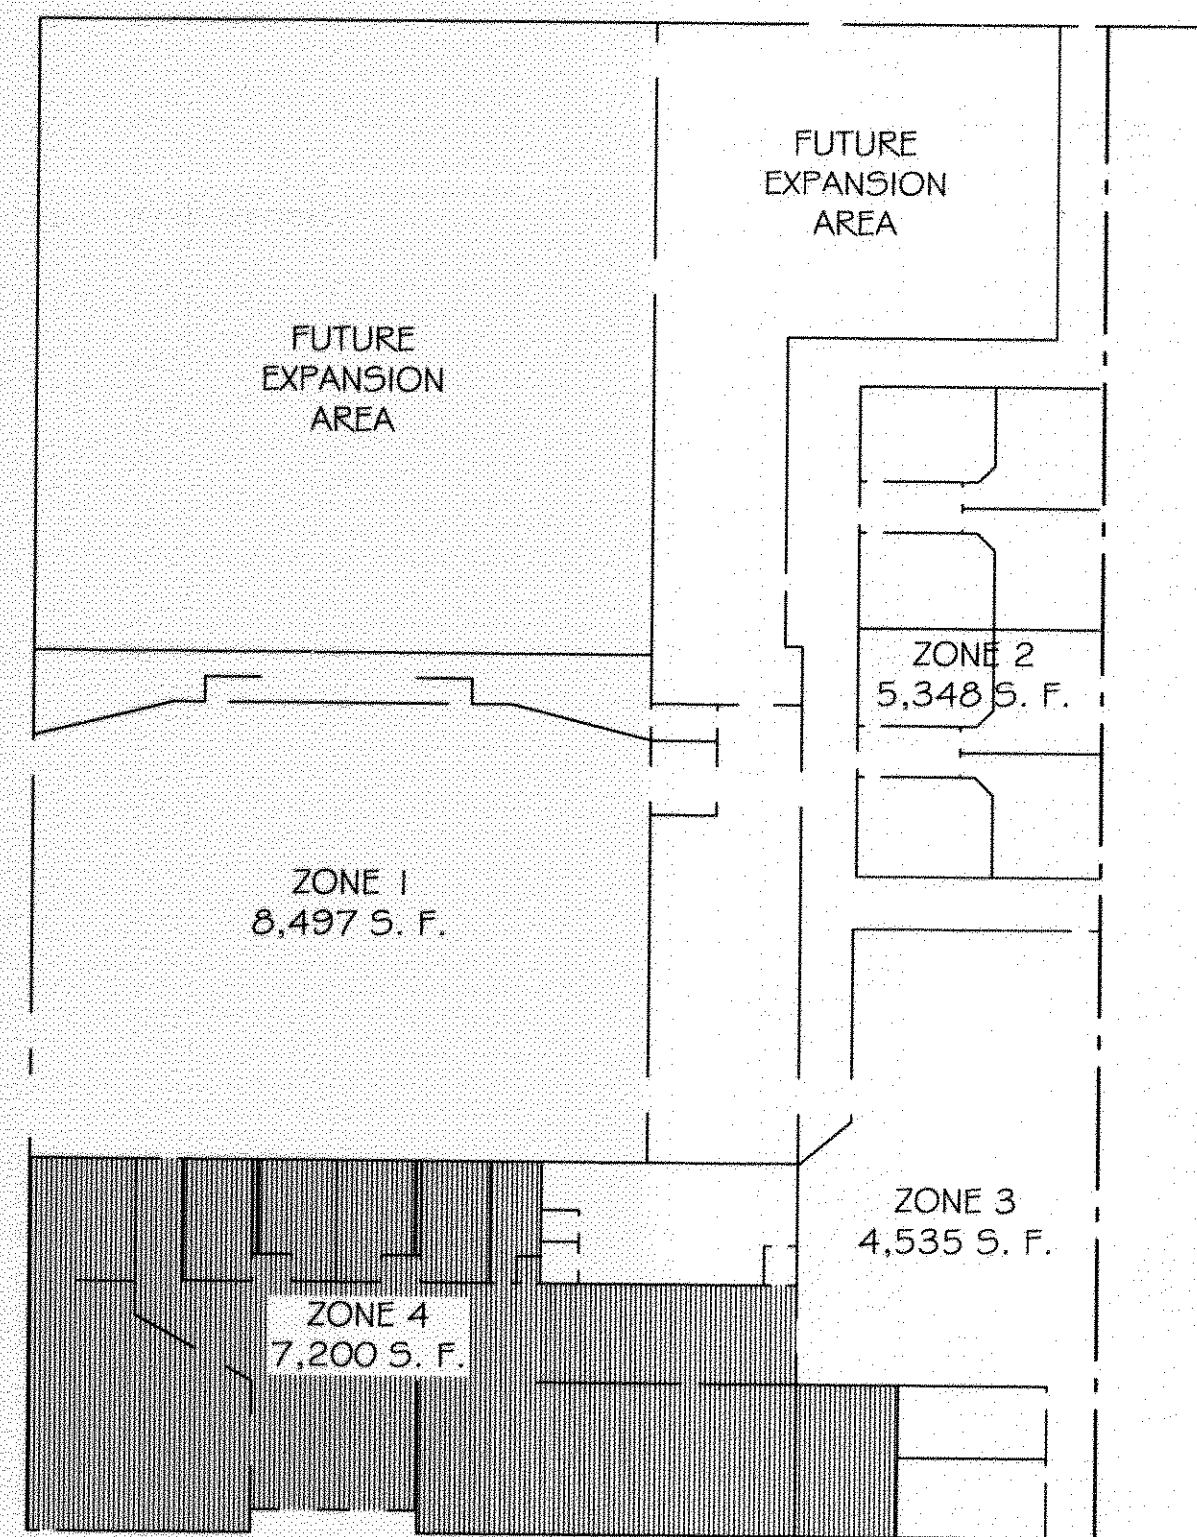 FUTURE
EXPANSION
AREA
FUTURE
EXPANSION
AREA
ZONE 2
5,348 S. F.
ZONE 1
8,497 S. F.
ZONE 3
4,535 S. F.
ZONE 4
7,200 S. F.